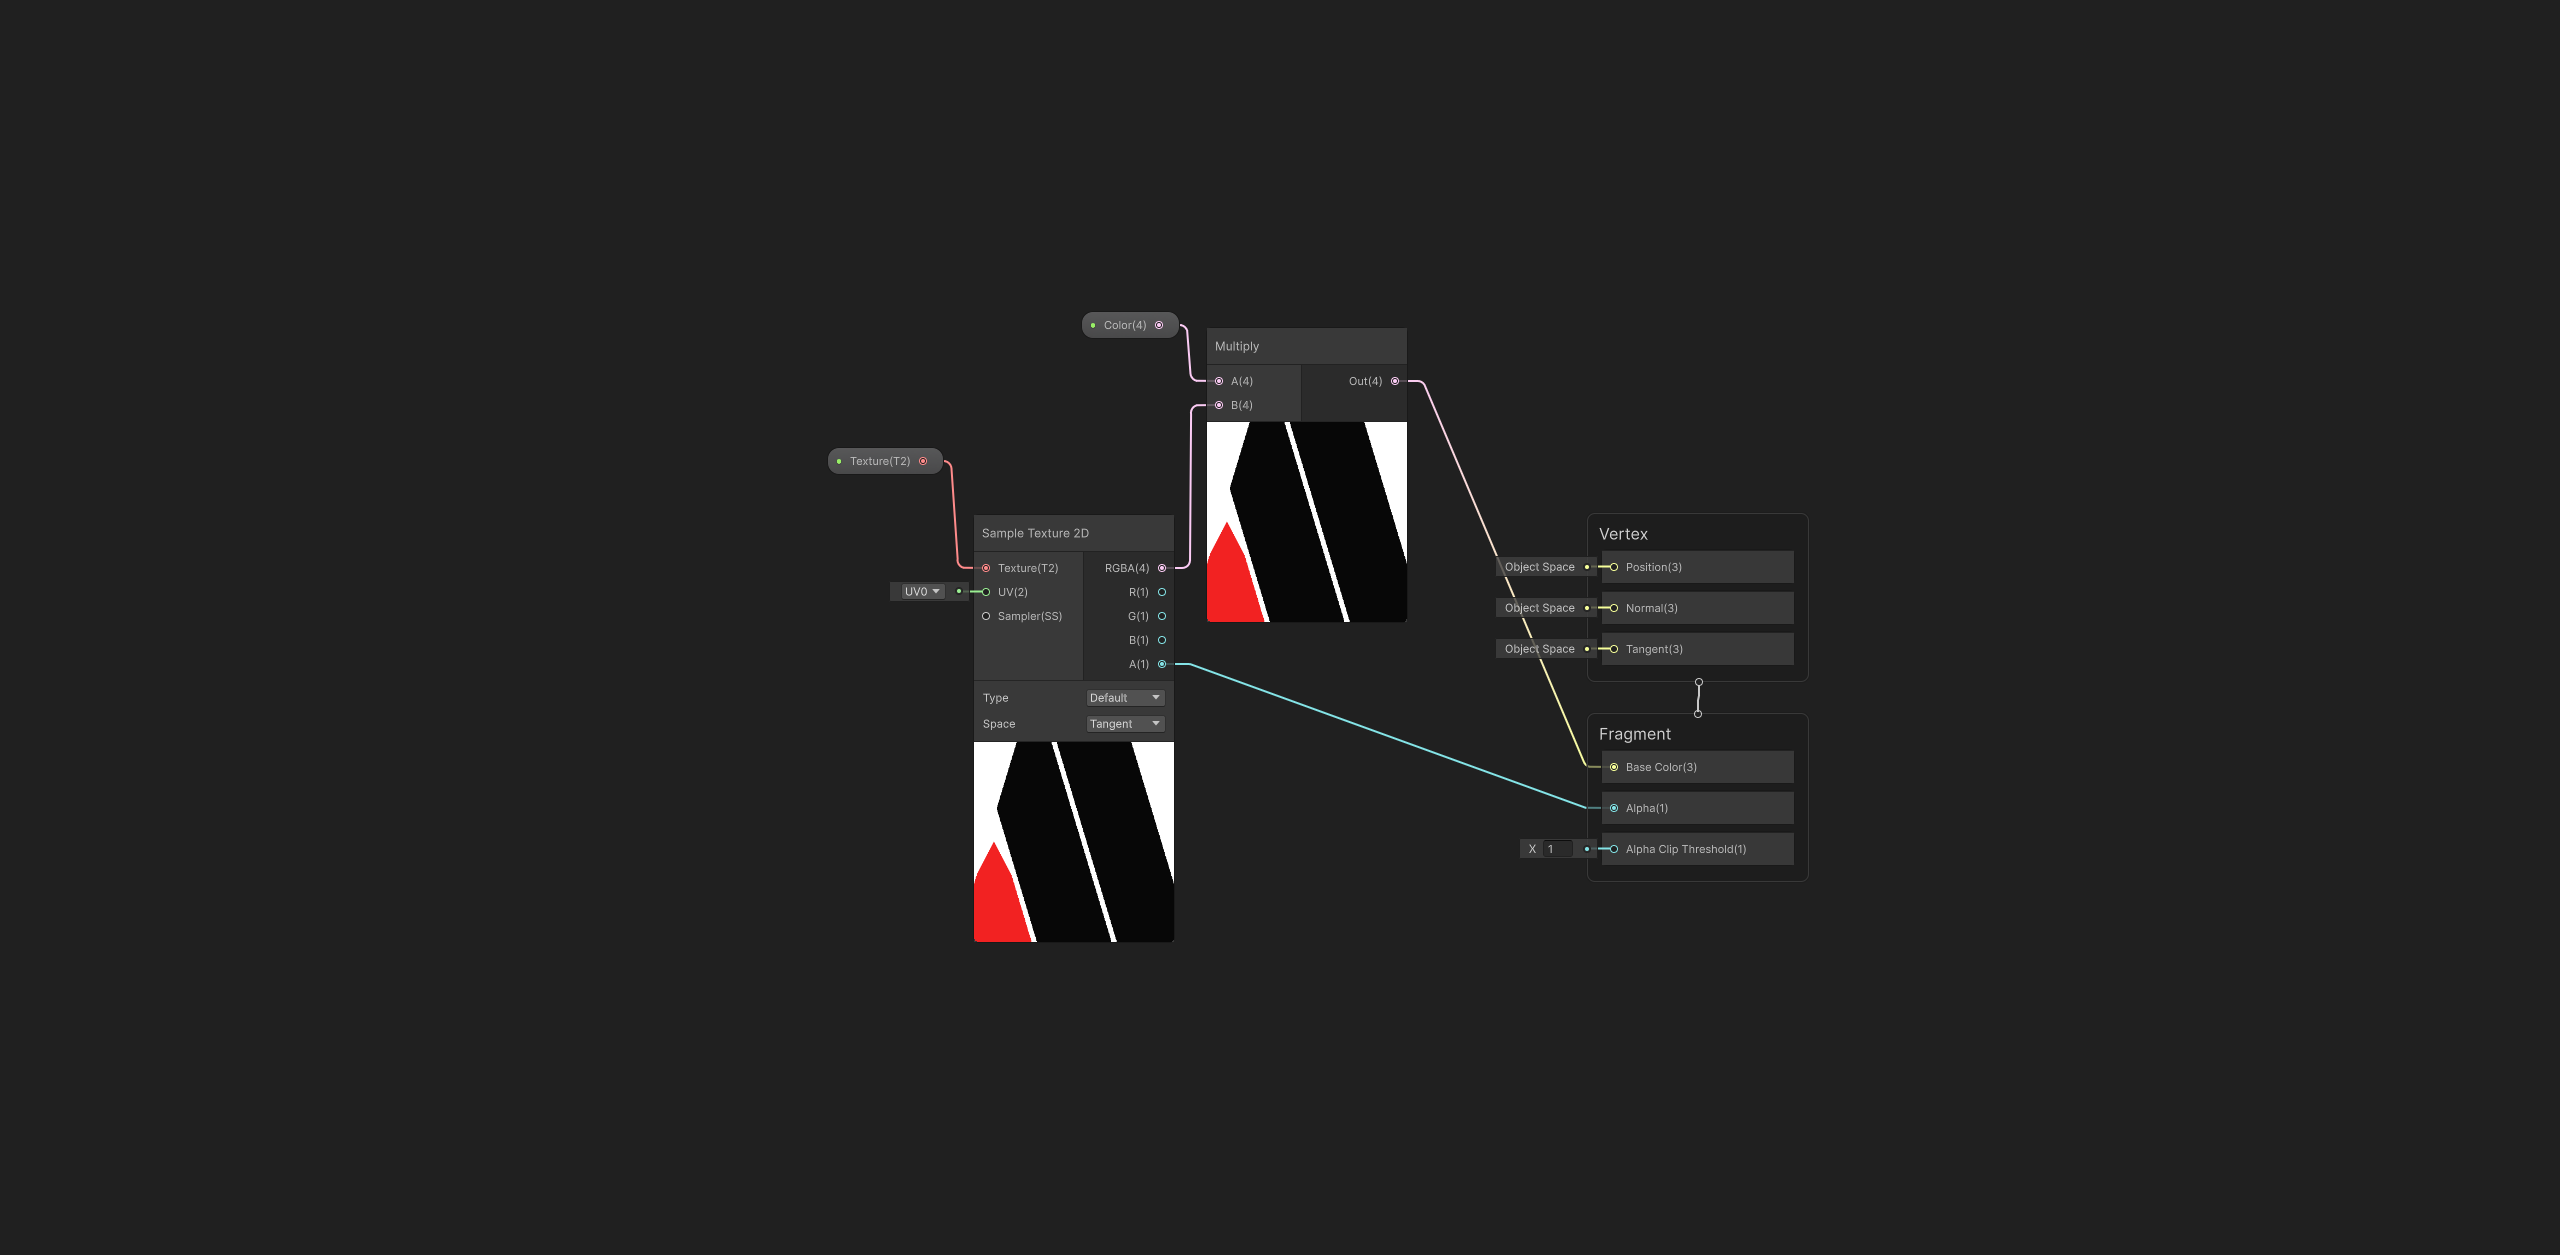 Color(4)
Multiply
A(4)
Out(4)
B(4)
Texture(T2)
Sample Texture 2D
Texture(T2)
RGBA(4)
UV0
UV(2)
R(1)
Sampler(SS)
G(1)
B(1)
A(1)
Type
Default
Space
Tangent
Vertex
Object Space
Position(3)
Object Space
Normal(3)
Object Space
Tangent(3)
Fragment
Base Color(3)
Alpha(1)
X 1
Alpha Clip Threshold(1)